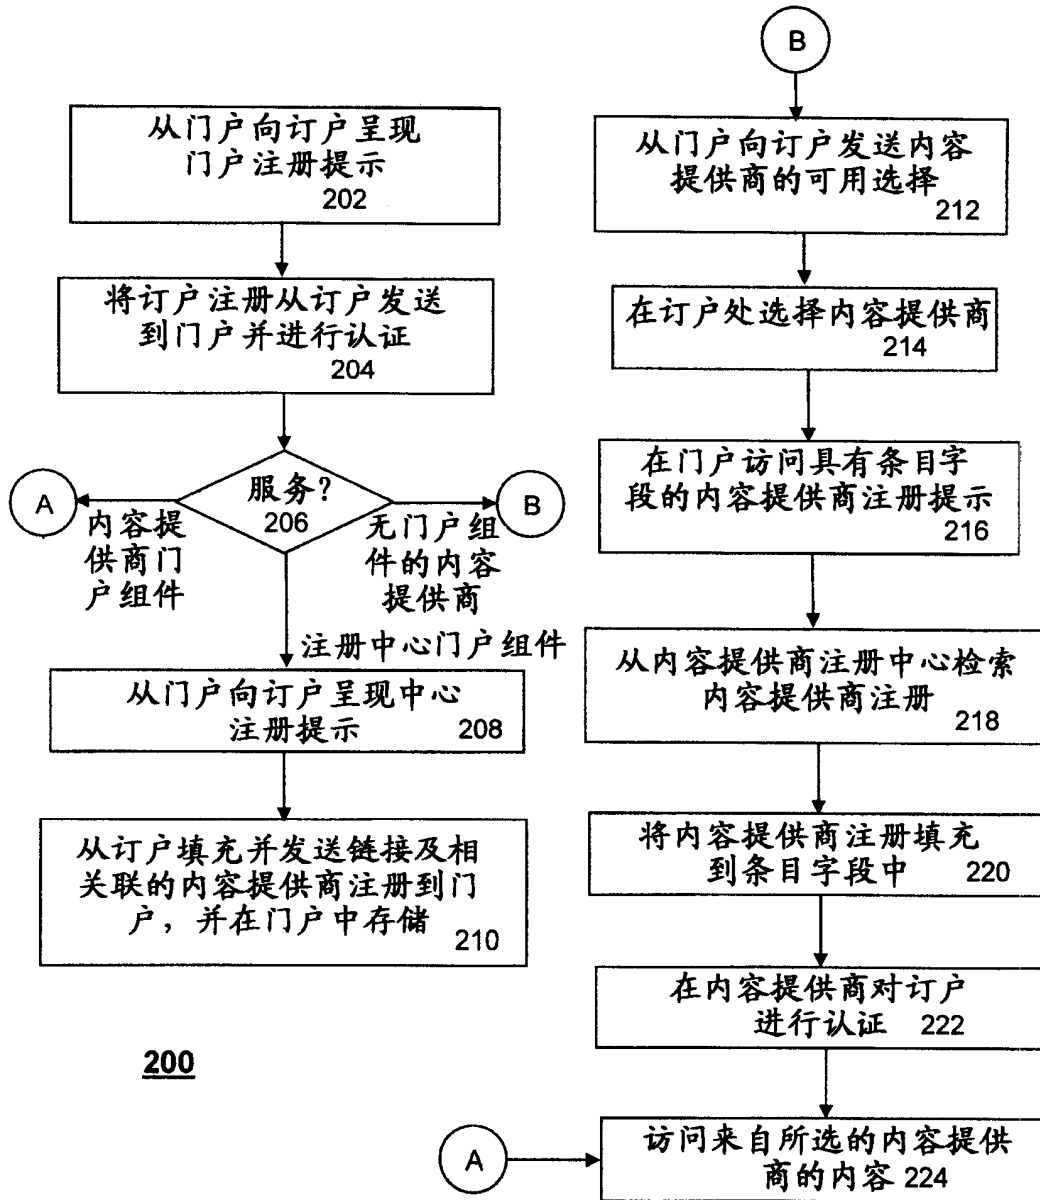 从门户向订户呈现
门户注册提示
202
将订户注册从订户发送
到门户并进行认证
204
服务?
206
A
内容提
供商门
户组件
B
无门户组
件的内容
提供商
注册中心门户组件
从门户向订户呈现中心
注册提示 208
从订户填充并发送链接及相
关联的内容提供商注册到门
户，并在门户中存储
210
200
B
从门户向订户发送内容
提供商的可用选择
212
在订户处选择内容提供商
214
在门户访问具有条目字
段的内容提供商注册提示
216
从内容提供商注册中心检索
内容提供商注册
218
将内容提供商注册填充
到条目字段中 220
在内容提供商对订户
进行认证 222
A
访问来自所选的内容提供
商的内容 224